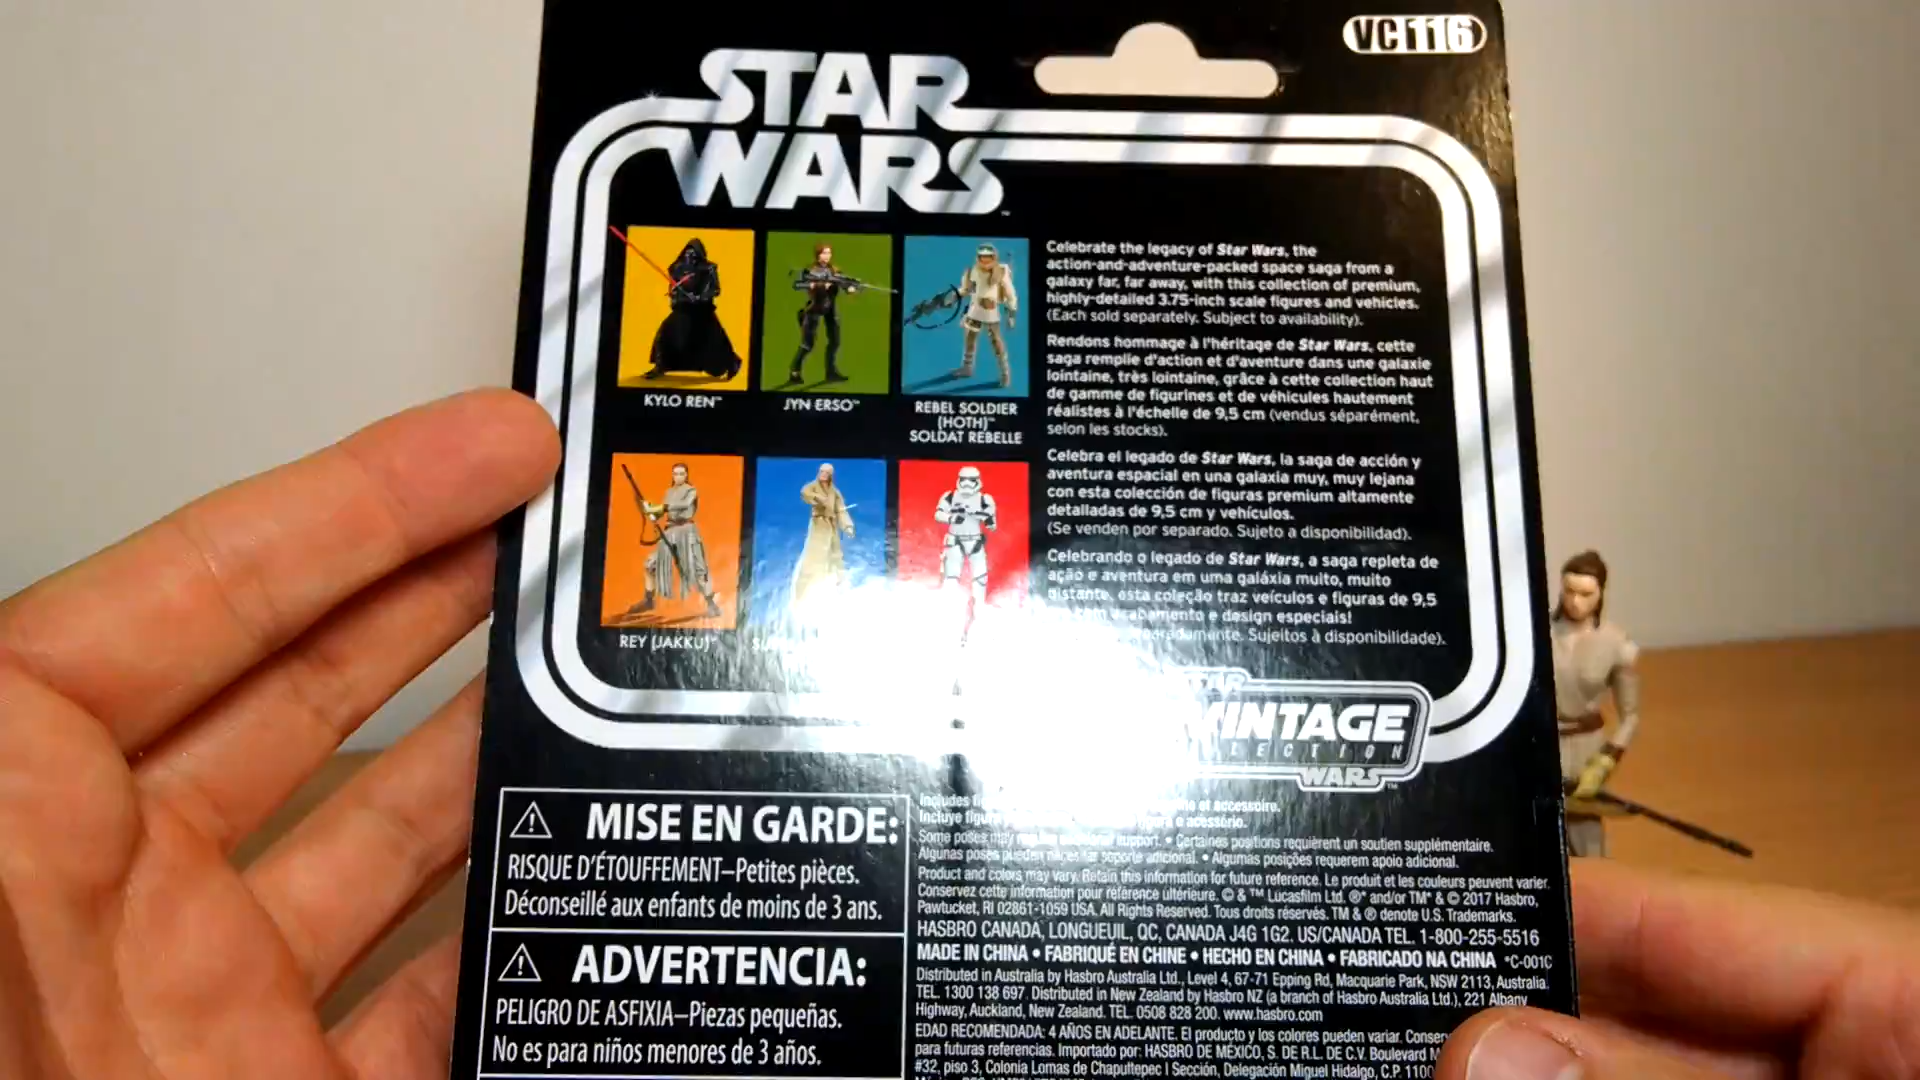 VC116
STAR
WARS
KYLO REN™
JYN ERSO™
REBEL SOLDIER
(HOTH)™
SOLDAT REBELLE
REY (JAKKU)™
Celebrate the legacy of Star Wars, the
action-and-adventure-packed space saga from a
galaxy far, far away, with this collection of premium,
highly-detailed 3.75-inch scale figures and vehicles.
(Each sold separately. Subject to availability).
Rendons hommage à l'héritage de Star Wars, cette
saga remplie d'action et d'aventure dans une galaxie
lointaine, très lointaine, grâce à cette collection haut
de gamme de figurines et de véhicules hautement
réalistes à l'échelle de 9,5 cm (vendus séparément,
selon les stocks).
Celebra el legado de Star Wars, la saga de acción y
aventura espacial en una galaxia muy, muy lejana
con esta colección de figuras premium altamente
detalladas de 9,5 cm y vehículos.
(Se venden por separado. Sujeto a disponibilidad).
Celebrando o legado de Star Wars, a saga repleta de
ação e aventura em uma galáxia muito, muito
distante, esta coleção traz veículos e figuras de 9,5
com acabamento e design especiais!
Sujeitos à disponibilidade).
STAR
VINTAGE
WARS™
MISE EN GARDE:
RISQUE D'ÉTOUFFEMENT–Petites pièces.
Déconseillé aux enfants de moins de 3 ans.
ADVERTENCIA:
PELIGRO DE ASFIXIA–Piezas pequeñas.
No es para niños menores de 3 años.
Includes et accessoire.
Incluye e acessório.
Some poses may support. • Certaines positions requièrent un soutien supplémentaire.
Algunas poses pueden necesitar soporte adicional. • Algumas posições requerem apoio adicional.
Product and colors may vary. Retain this information for future reference. Le produit et les couleurs peuvent varier.
Conservez cette information pour référence ultérieure. © & ™ Lucasfilm Ltd. ®* and/or TM* & © 2017 Hasbro,
Pawtucket, RI 02861-1059 USA. All Rights Reserved. Tous droits réservés. TM & ® denote U.S. Trademarks.
HASBRO CANADA, LONGUEUIL, QC, CANADA J4G 1G2. US/CANADA TEL. 1-800-255-5516
MADE IN CHINA • FABRIQUÉ EN CHINE • HECHO EN CHINA • FABRICADO NA CHINA *C-001C
Distributed in Australia by Hasbro Australia Ltd., Level 4, 67-71 Epping Rd, Macquarie Park, NSW 2113, Australia.
TEL. 1300 138 697. Distributed in New Zealand by Hasbro NZ (a branch of Hasbro Australia Ltd.), 221 Albany
Highway, Auckland, New Zealand. TEL. 0508 828 200. www.hasbro.com
EDAD RECOMENDADA: 4 AÑOS EN ADELANTE. El producto y los colores pueden variar. Conserv
para futuras referencias. Importado por: HASBRO DE MÉXICO, S. DE R.L. DE C.V. Boulevard M
#32, piso 3, Colonia Lomas de Chapultepec I Sección, Delegación Miguel Hidalgo, C.P. 1100